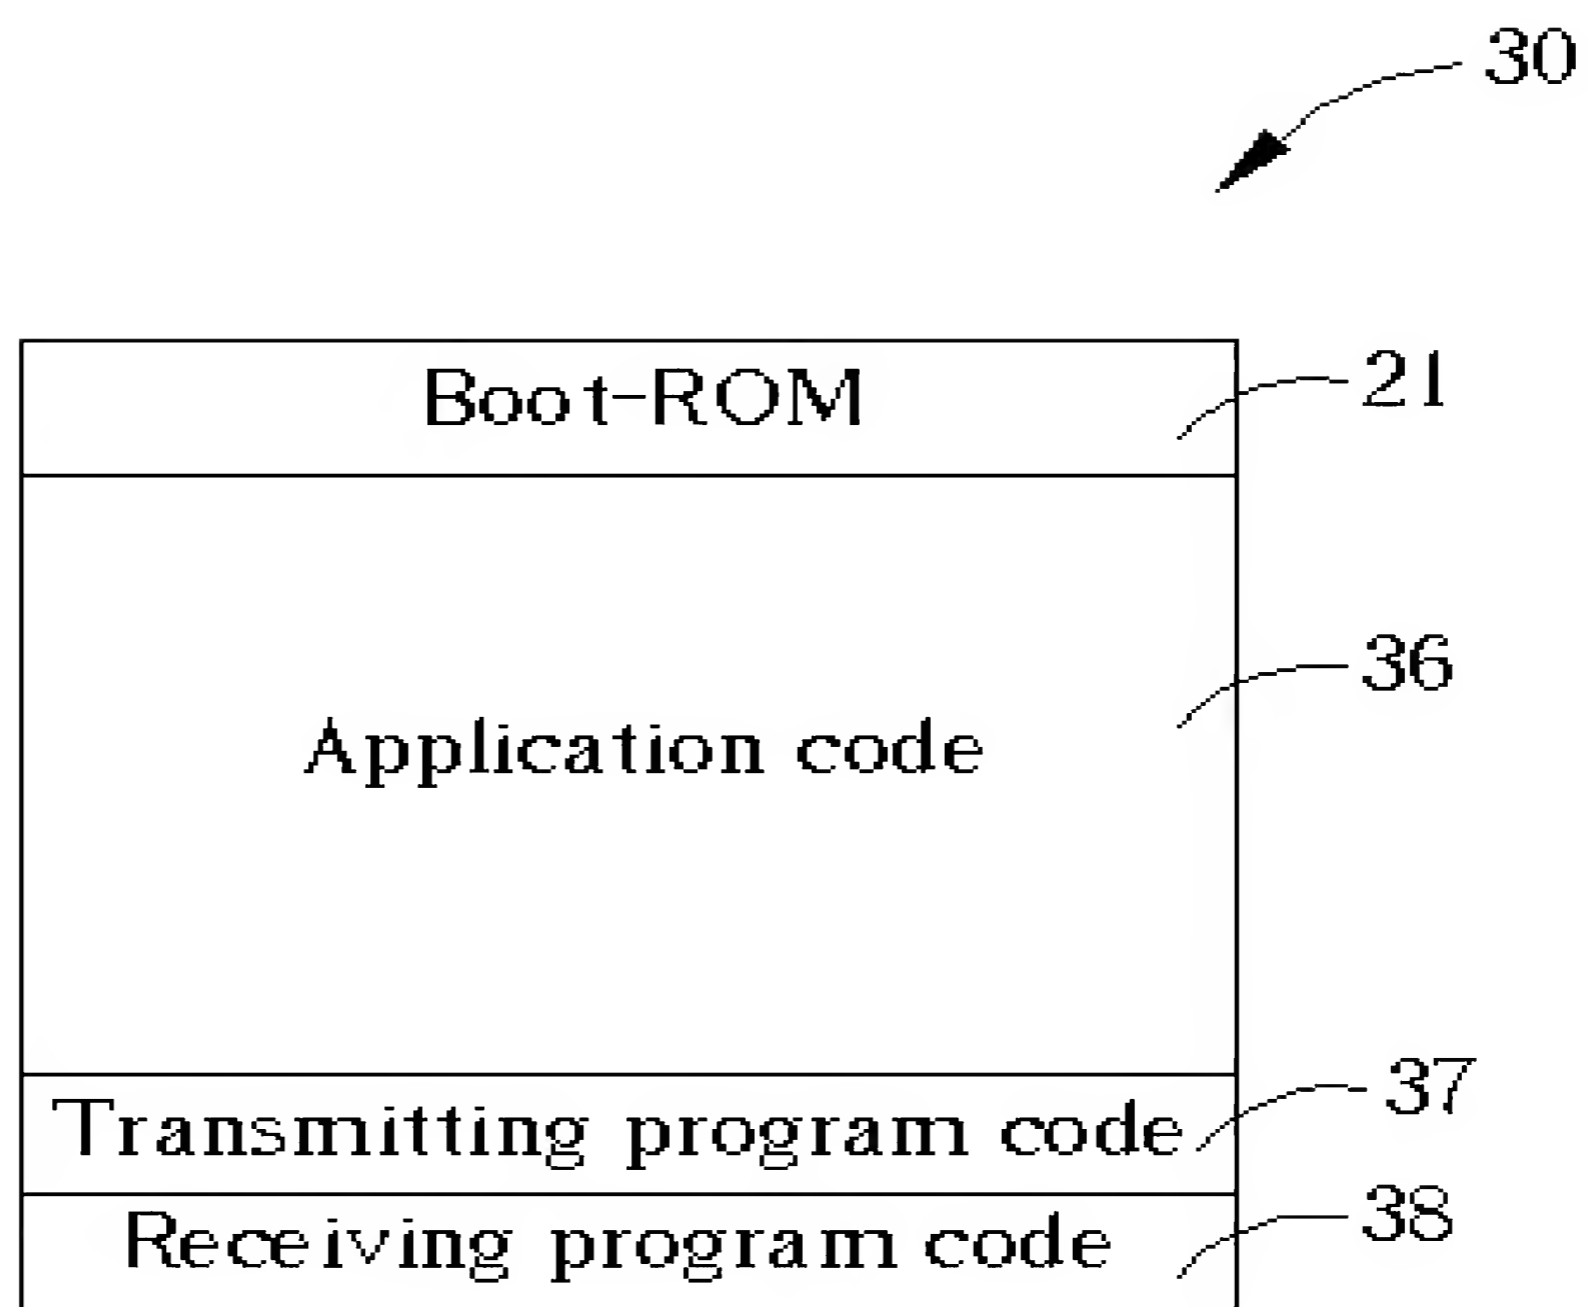 30
Boot-ROM
21
Application code
36
Transmitting program code
37
Receiving program code
38